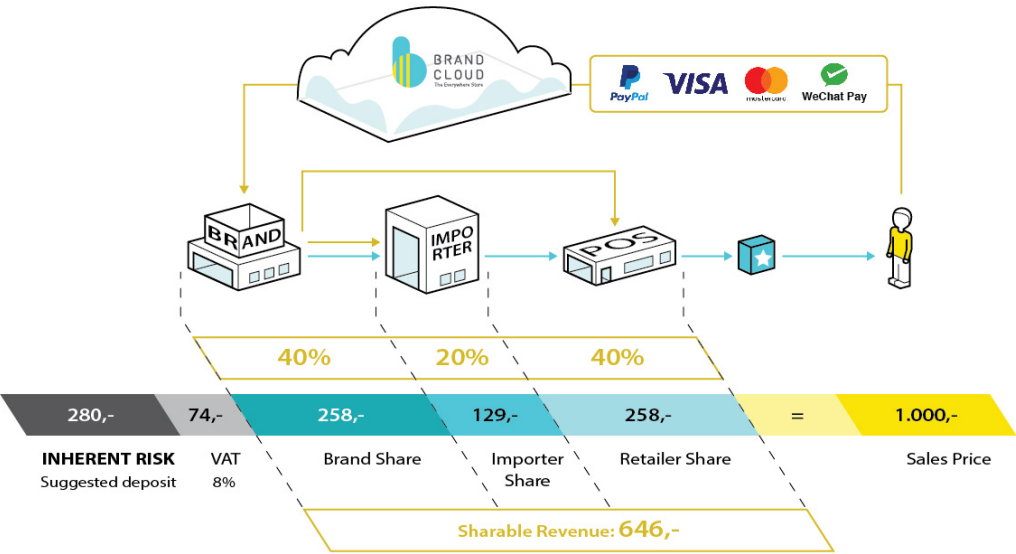 BRAND
CLOUD
The Everywhere Store
PayPal
VISA
mastercard
WeChat Pay
BRAND
IMPO
RTER
POS
40%
20%
40%
280,-
74,-
258,-
129,-
258,-
=
1.000,-
INHERENT RISK
Suggested deposit
VAT
8%
Brand Share
Importer
Share
Retailer Share
Sales Price
Sharable Revenue: 646,-